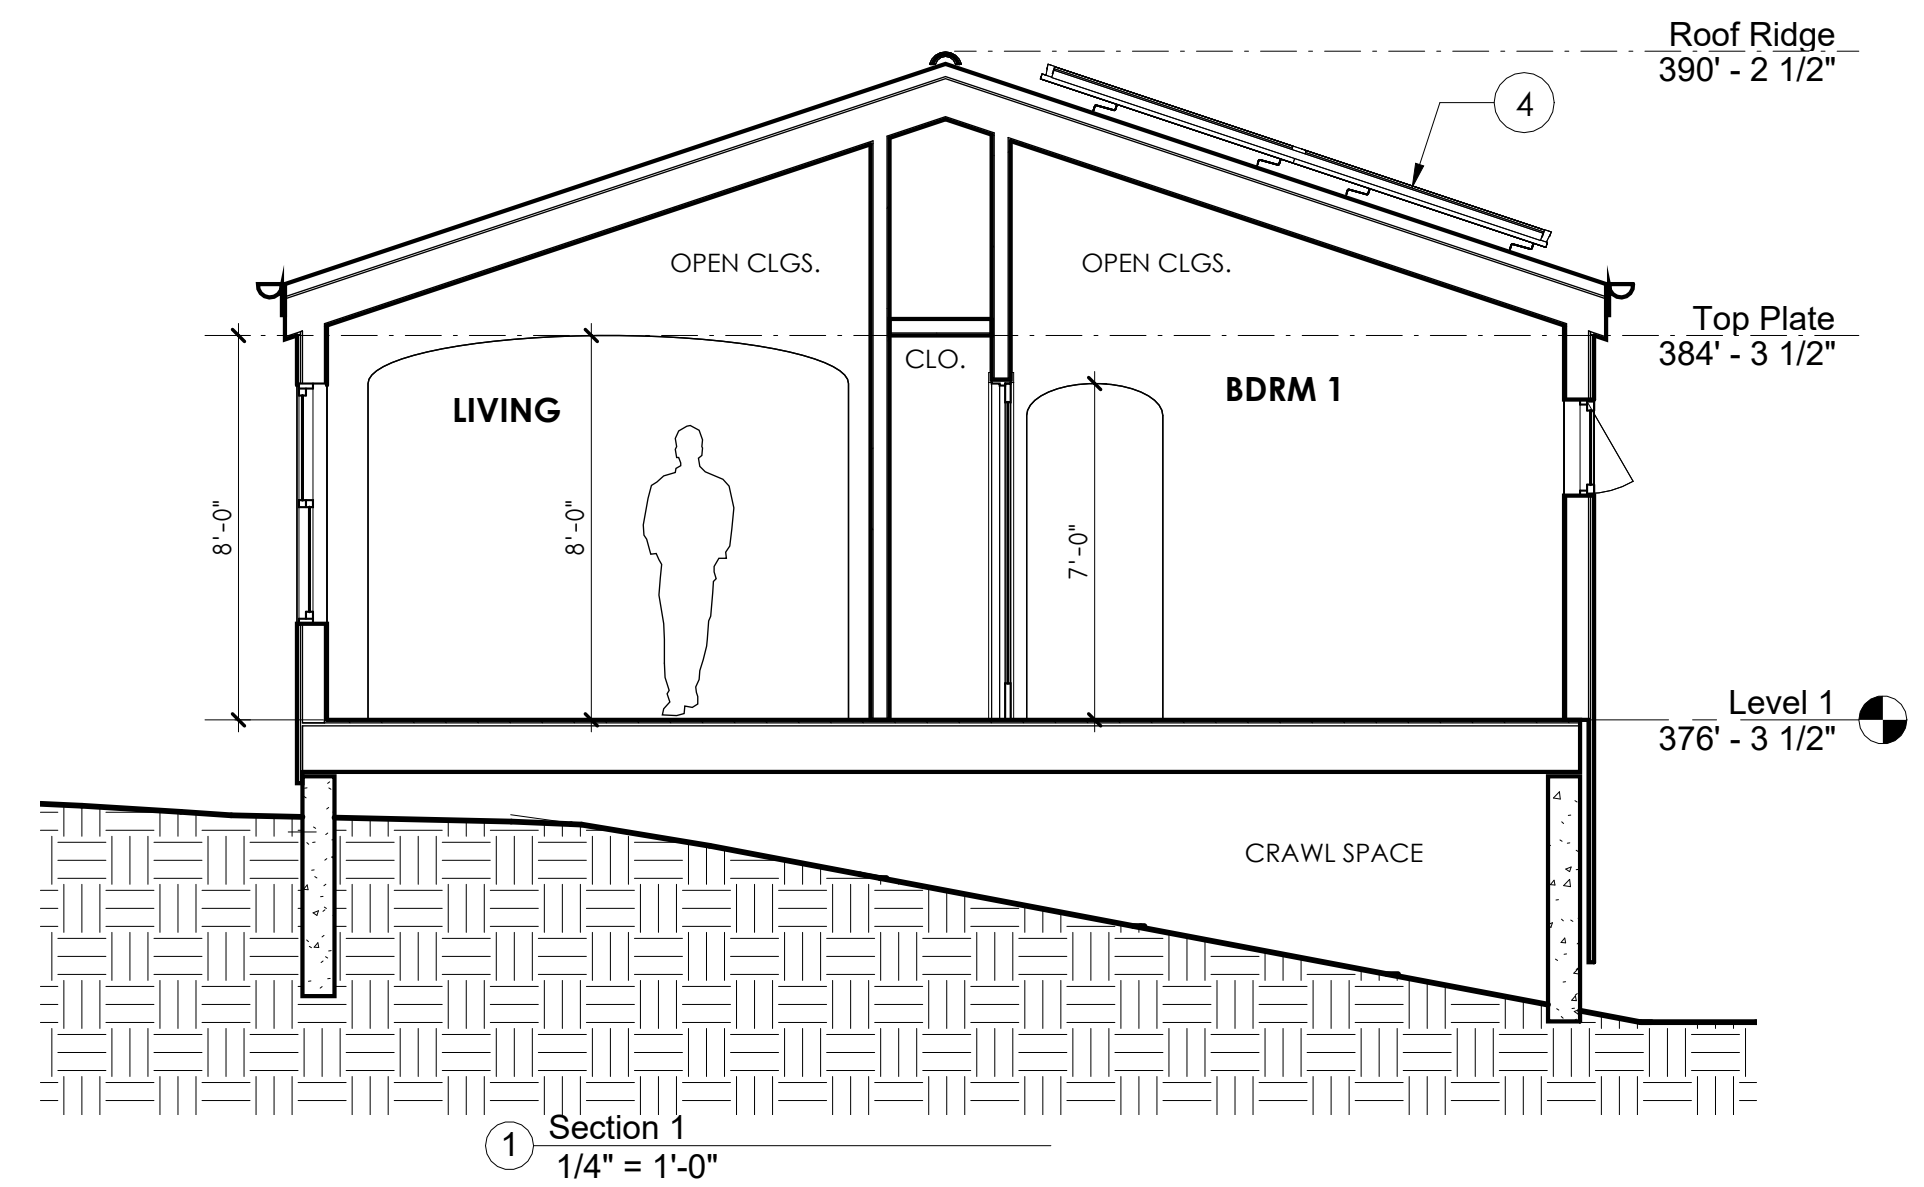 Roof Ridge
390' - 2 1/2"
4
OPEN CLGS.
OPEN CLGS.
Top Plate
384' - 3 1/2"
CLO.
LIVING
BDRM 1
8'-0"
8'-0"
7'-0"
Level 1
376' - 3 1/2"
CRAWL SPACE
1
Section 1
1/4" = 1'-0"